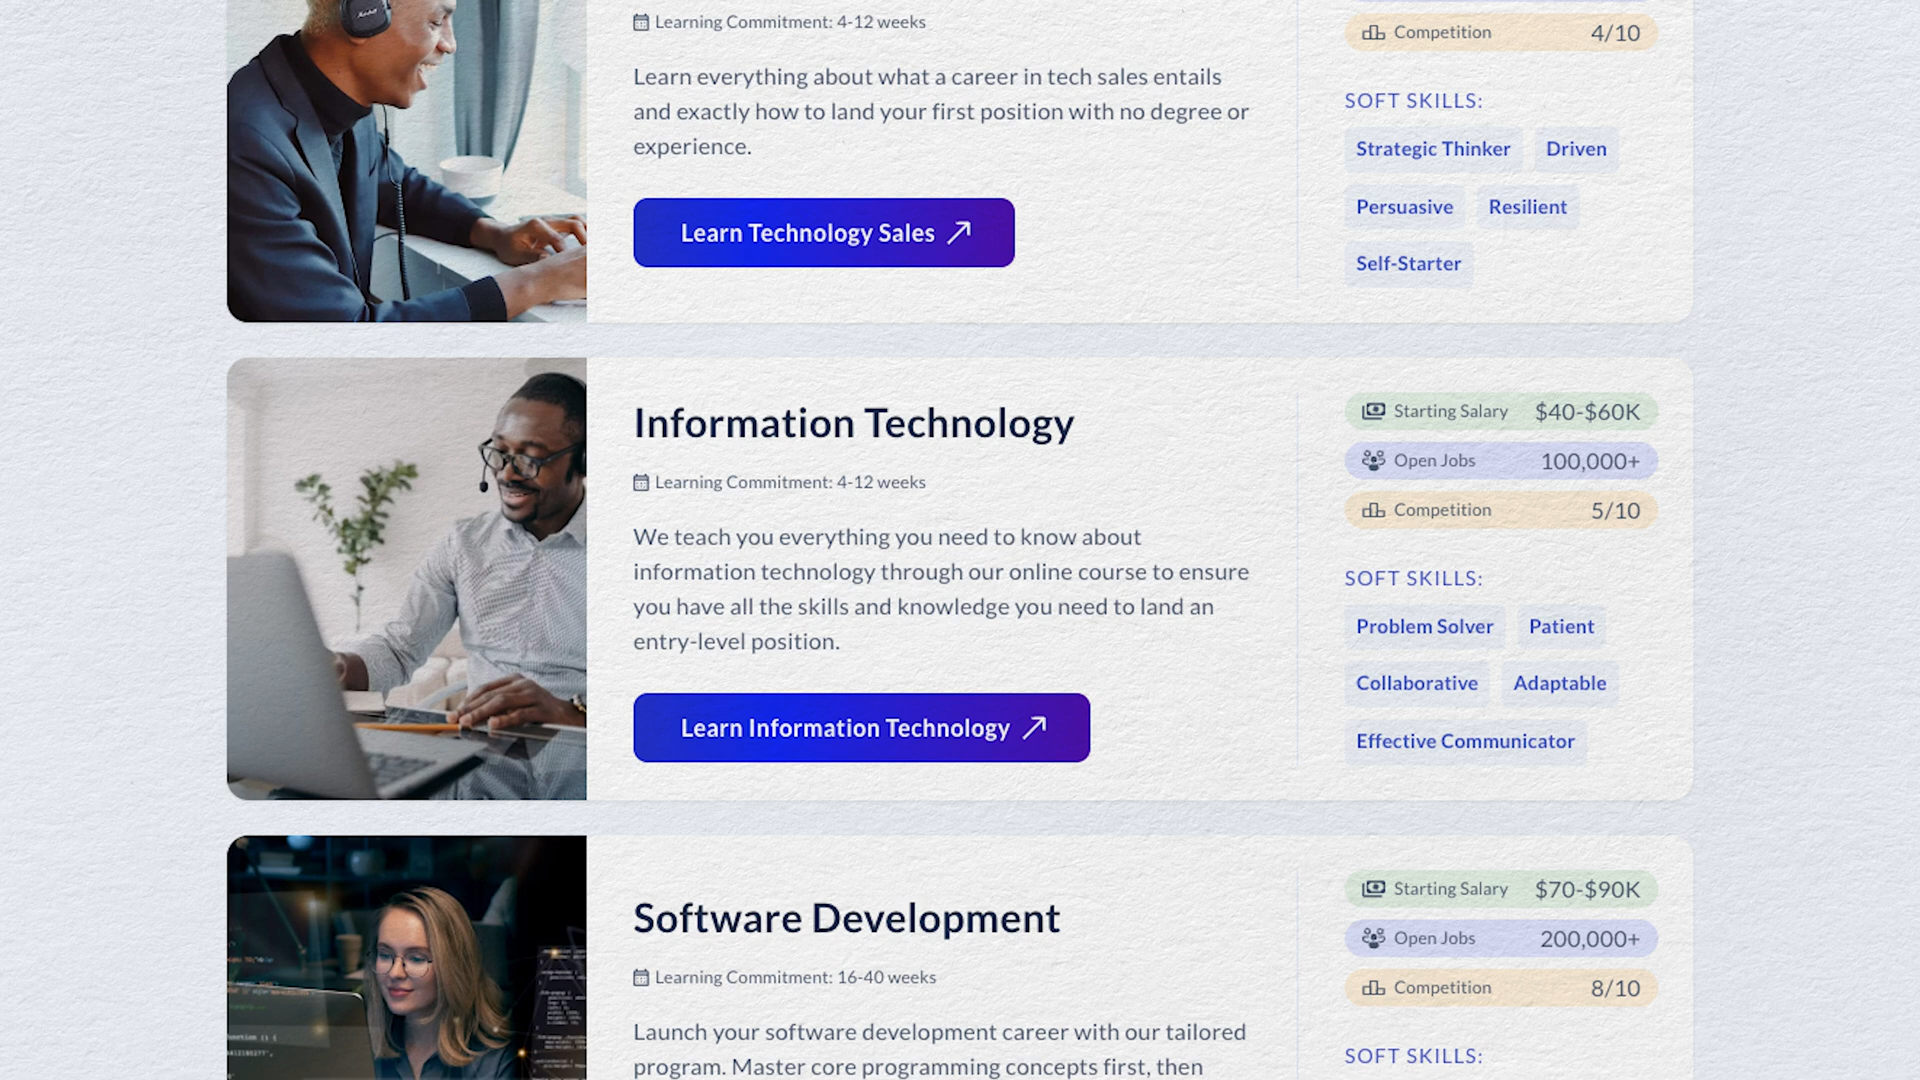 Learning Commitment: 4-12 weeks
Learn everything about what a career in tech sales entails
and exactly how to land your first position with no degree or
experience.
Learn Technology Sales
Competition 4/10
SOFT SKILLS:
Strategic Thinker Driven
Persuasive Resilient
Self-Starter
Information Technology
Learning Commitment: 4-12 weeks
We teach you everything you need to know about
information technology through our online course to ensure
you have all the skills and knowledge you need to land an
entry-level position.
Learn Information Technology
Starting Salary $40-$60K
Open Jobs 100,000+
Competition 5/10
SOFT SKILLS:
Problem Solver Patient
Collaborative Adaptable
Effective Communicator
Software Development
Learning Commitment: 16-40 weeks
Launch your software development career with our tailored
program. Master core programming concepts first, then
Starting Salary $70-$90K
Open Jobs 200,000+
Competition 8/10
SOFT SKILLS: